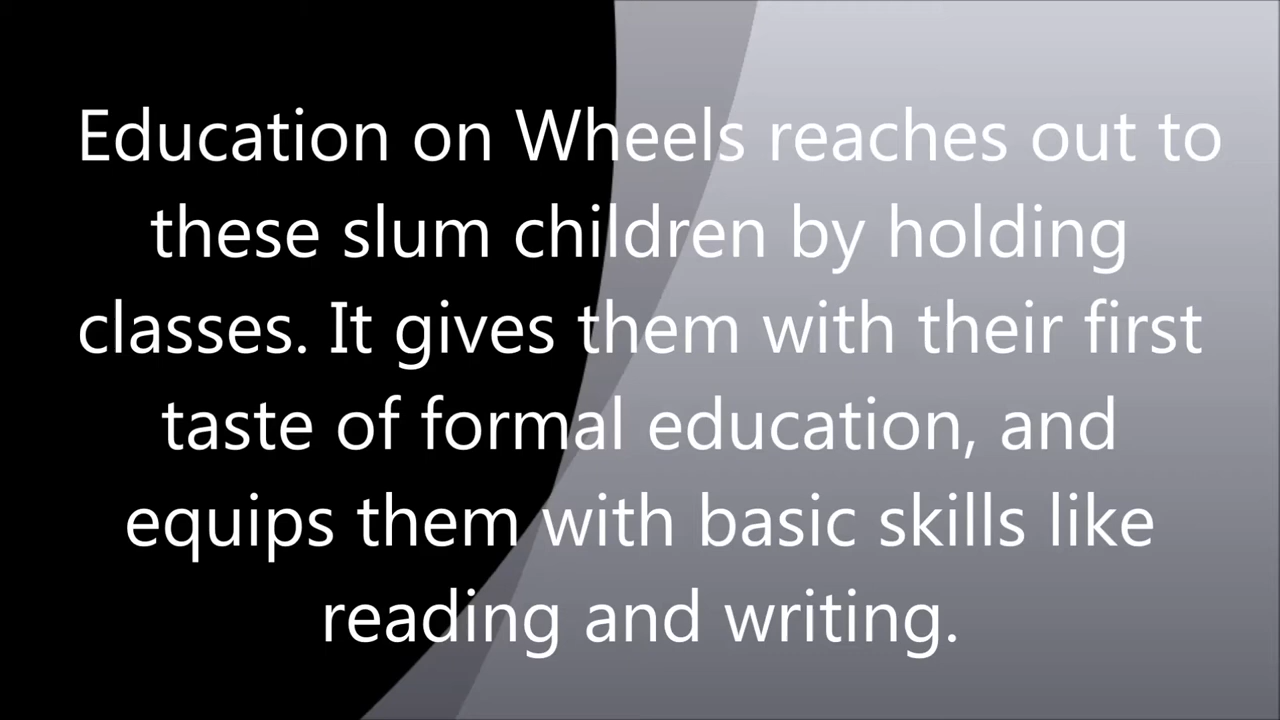 Education on Wheels reaches out to
these slum children by holding
classes. It gives them with their first
taste of formal education, and
equips them with basic skills like
reading and writing.